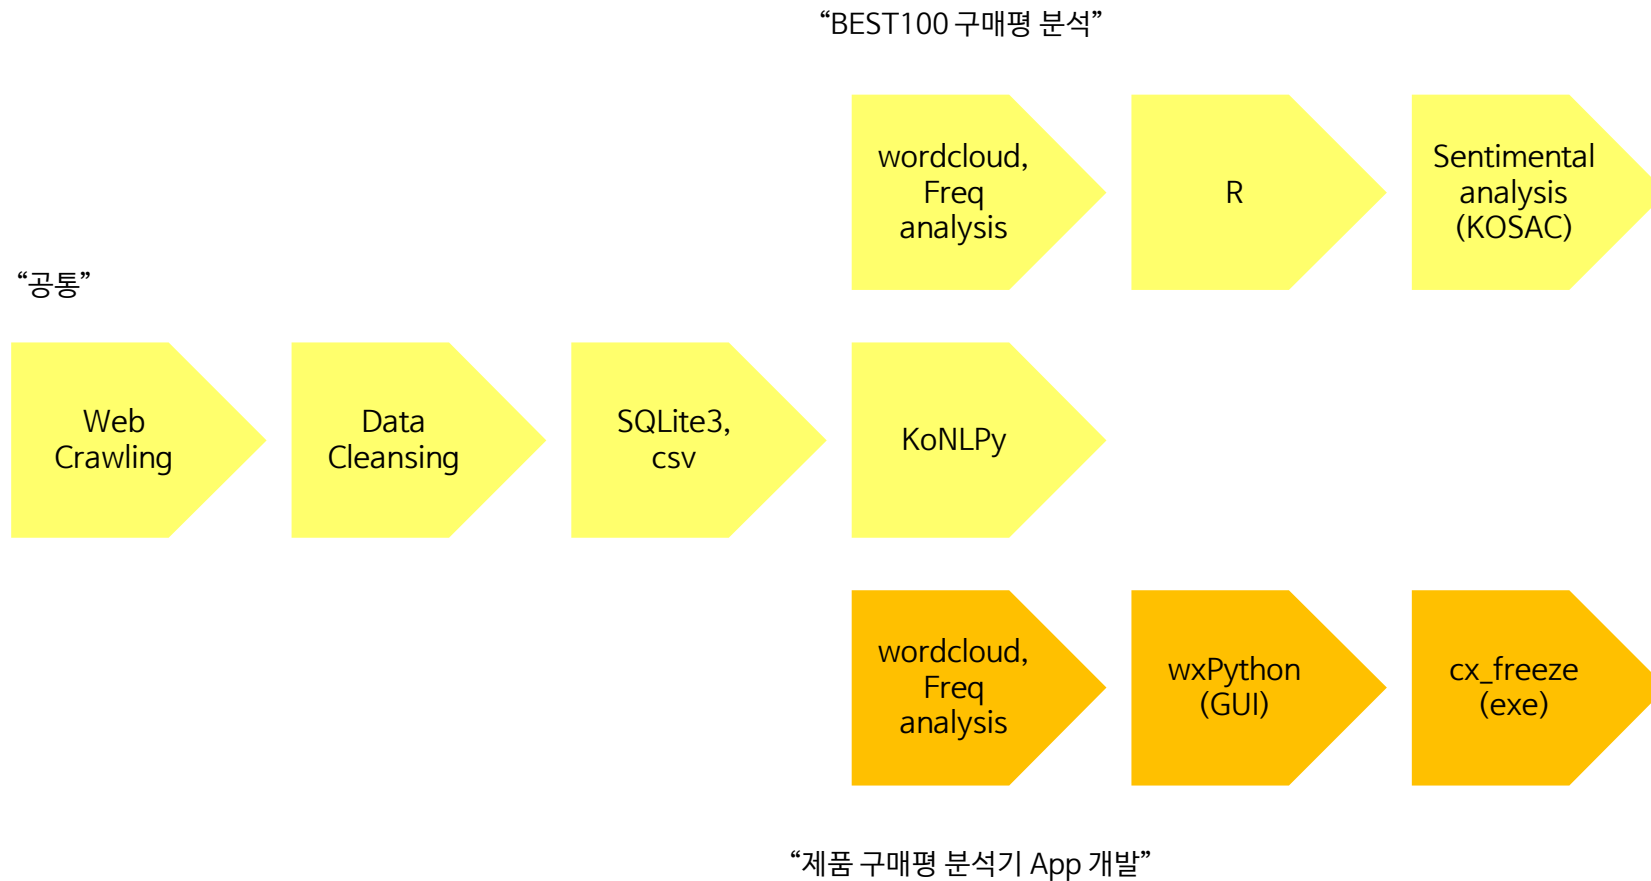 “BEST100 구매평 분석”
wordcloud,
Freq
analysis
R
Sentimental
analysis
(KOSAC)
“공통”
Web
Crawling
Data
Cleansing
SQLite3,
csv
KoNLPy
wordcloud,
Freq
analysis
wxPython
(GUI)
cx_freeze
(exe)
“제품 구매평 분석기 App 개발”